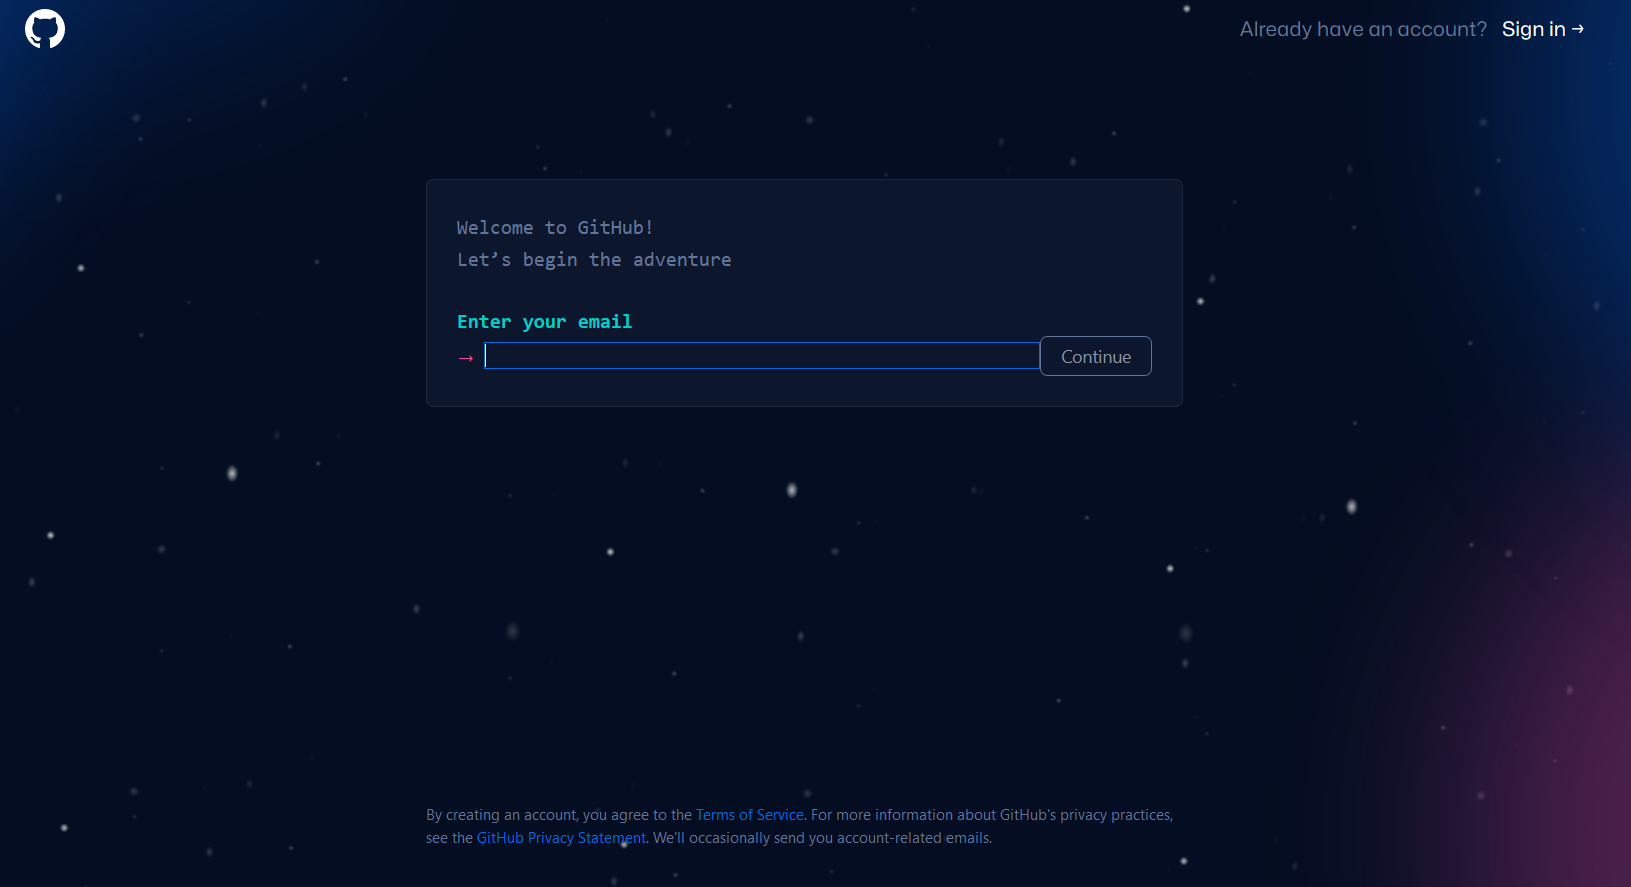 Already have an account? Sign in →
Welcome to GitHub!
Let’s begin the adventure
Enter your email
→ Continue
By creating an account, you agree to the Terms of Service. For more information about GitHub's privacy practices,
see the GitHub Privacy Statement. We'll occasionally send you account-related emails.